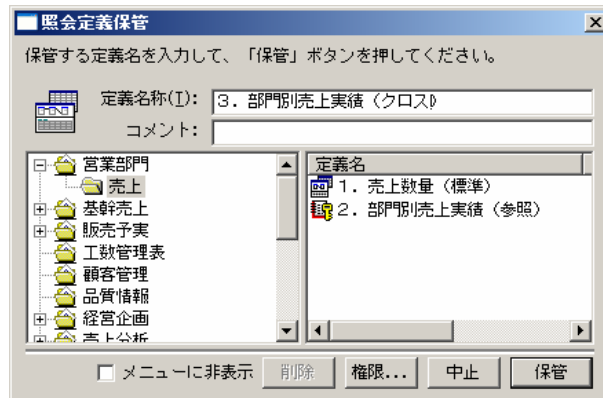 照会定義保管
保管する定義名を入力して、「保管」ボタンを押してください。
定義名称(I): 3．部門別売上実績（クロス）
コメント:
営業部門
売上
基幹売上
販売予実
工数管理表
顧客管理
品質情報
経営企画
売上分析
定義名
1．売上数量（標準）
2．部門別売上実績（参照）
メニューに非表示 削除 権限... 中止 保管